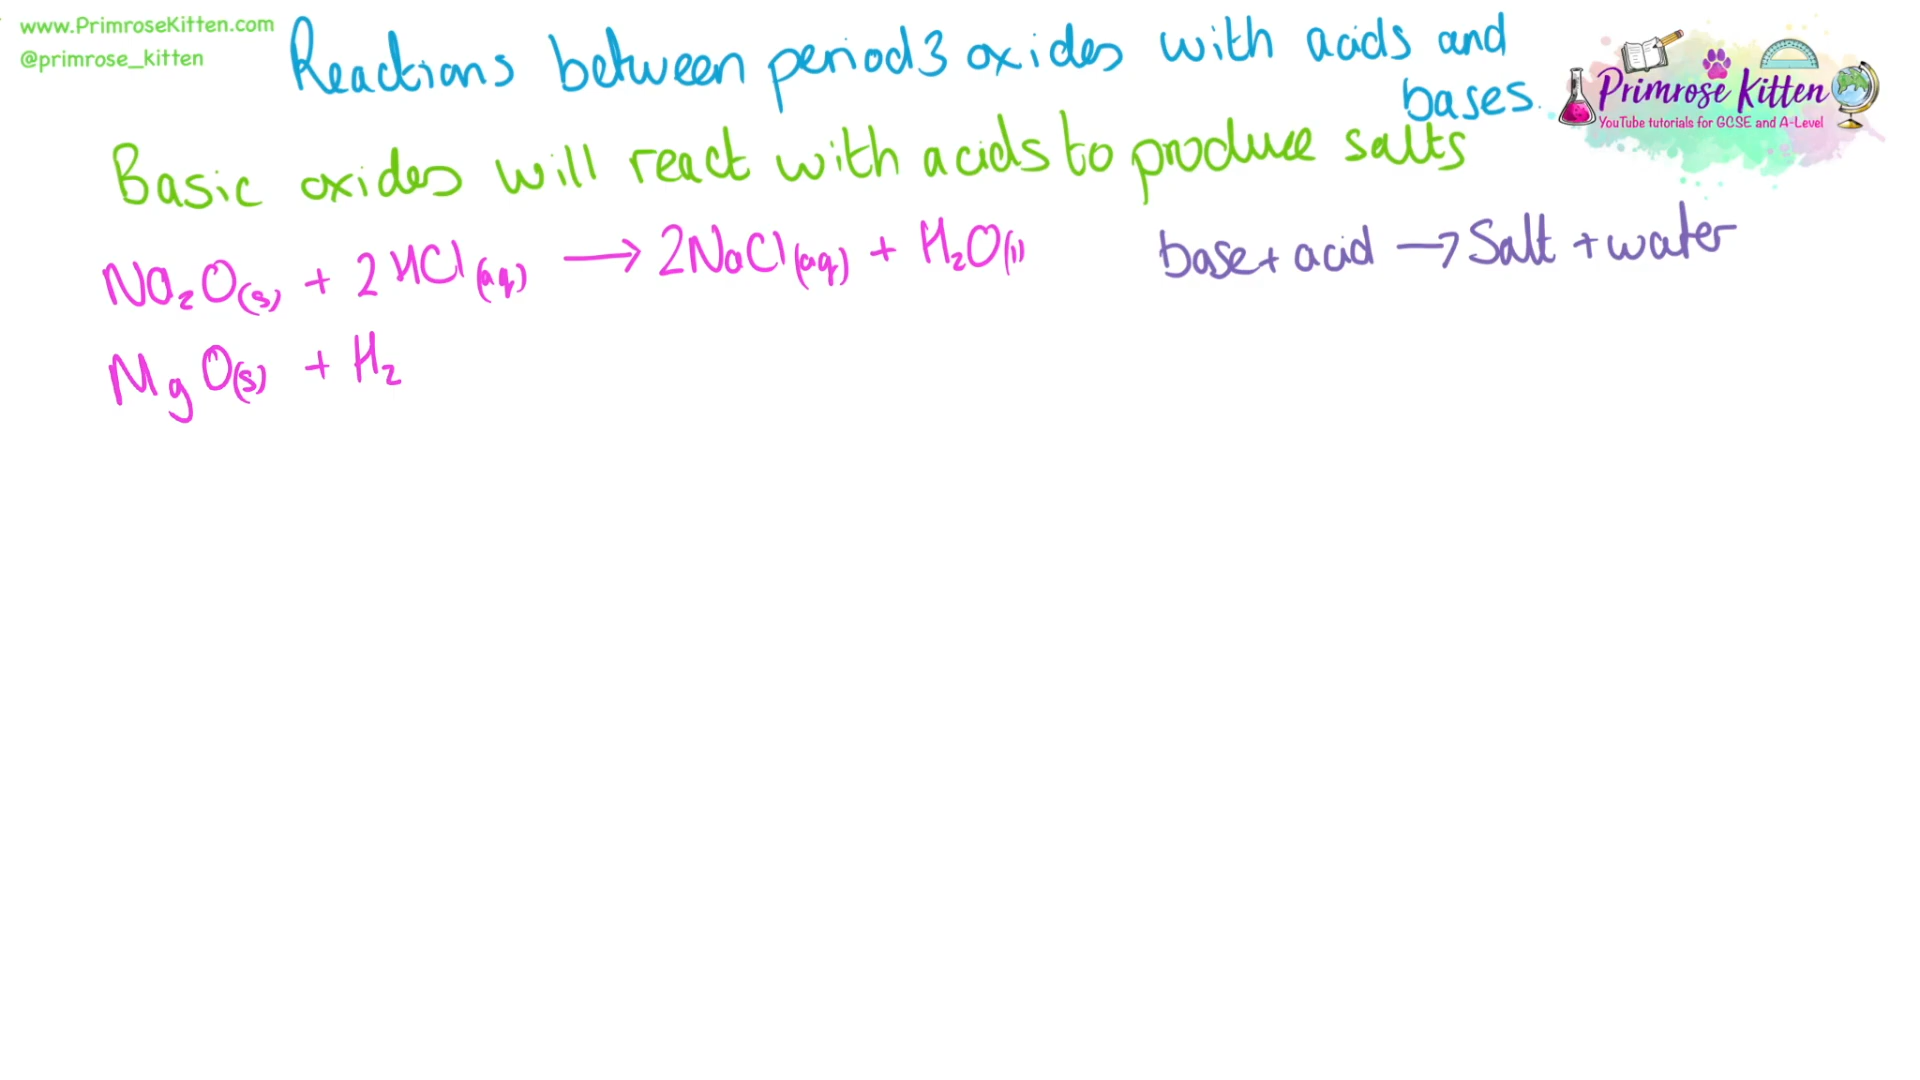 www.PrimroseKitten.com
@primrose_kitten
Reactions between period 3 oxides with acids and
bases.
Primrose Kitten
YouTube tutorials for GCSE and A-Level
Basic oxides will react with acids to produce salts
Na₂O(s) + 2HCl(aq) → 2NaCl(aq) + H₂O(l)
base + acid → Salt + water
MgO(s) + H₂